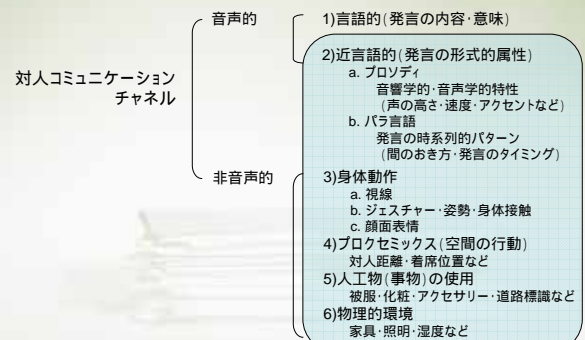 対人コミュニケーション
チャネル
音声的
1)言語的(発言の内容･意味)
2)近言語的(発言の形式的属性)
a. プロソディ
音響学的･音声学的特性
(声の高さ･速度･アクセントなど)
b. パラ言語
発言の時系列的パターン
(間のおき方･発言のタイミング)
非音声的
3)身体動作
a. 視線
b. ジェスチャー･姿勢･身体接触
c. 顔面表情
4)プロクセミックス(空間の行動)
対人距離･着席位置など
5)人工物(事物)の使用
被服･化粧･アクセサリー･道路標識など
6)物理的環境
家具･照明･湿度など